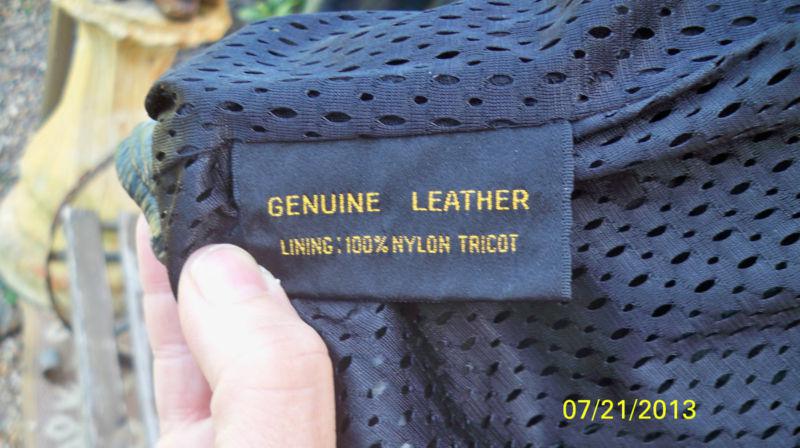 GENUINE LEATHER
LINING: 100% NYLON TRICOT
07/21/2013